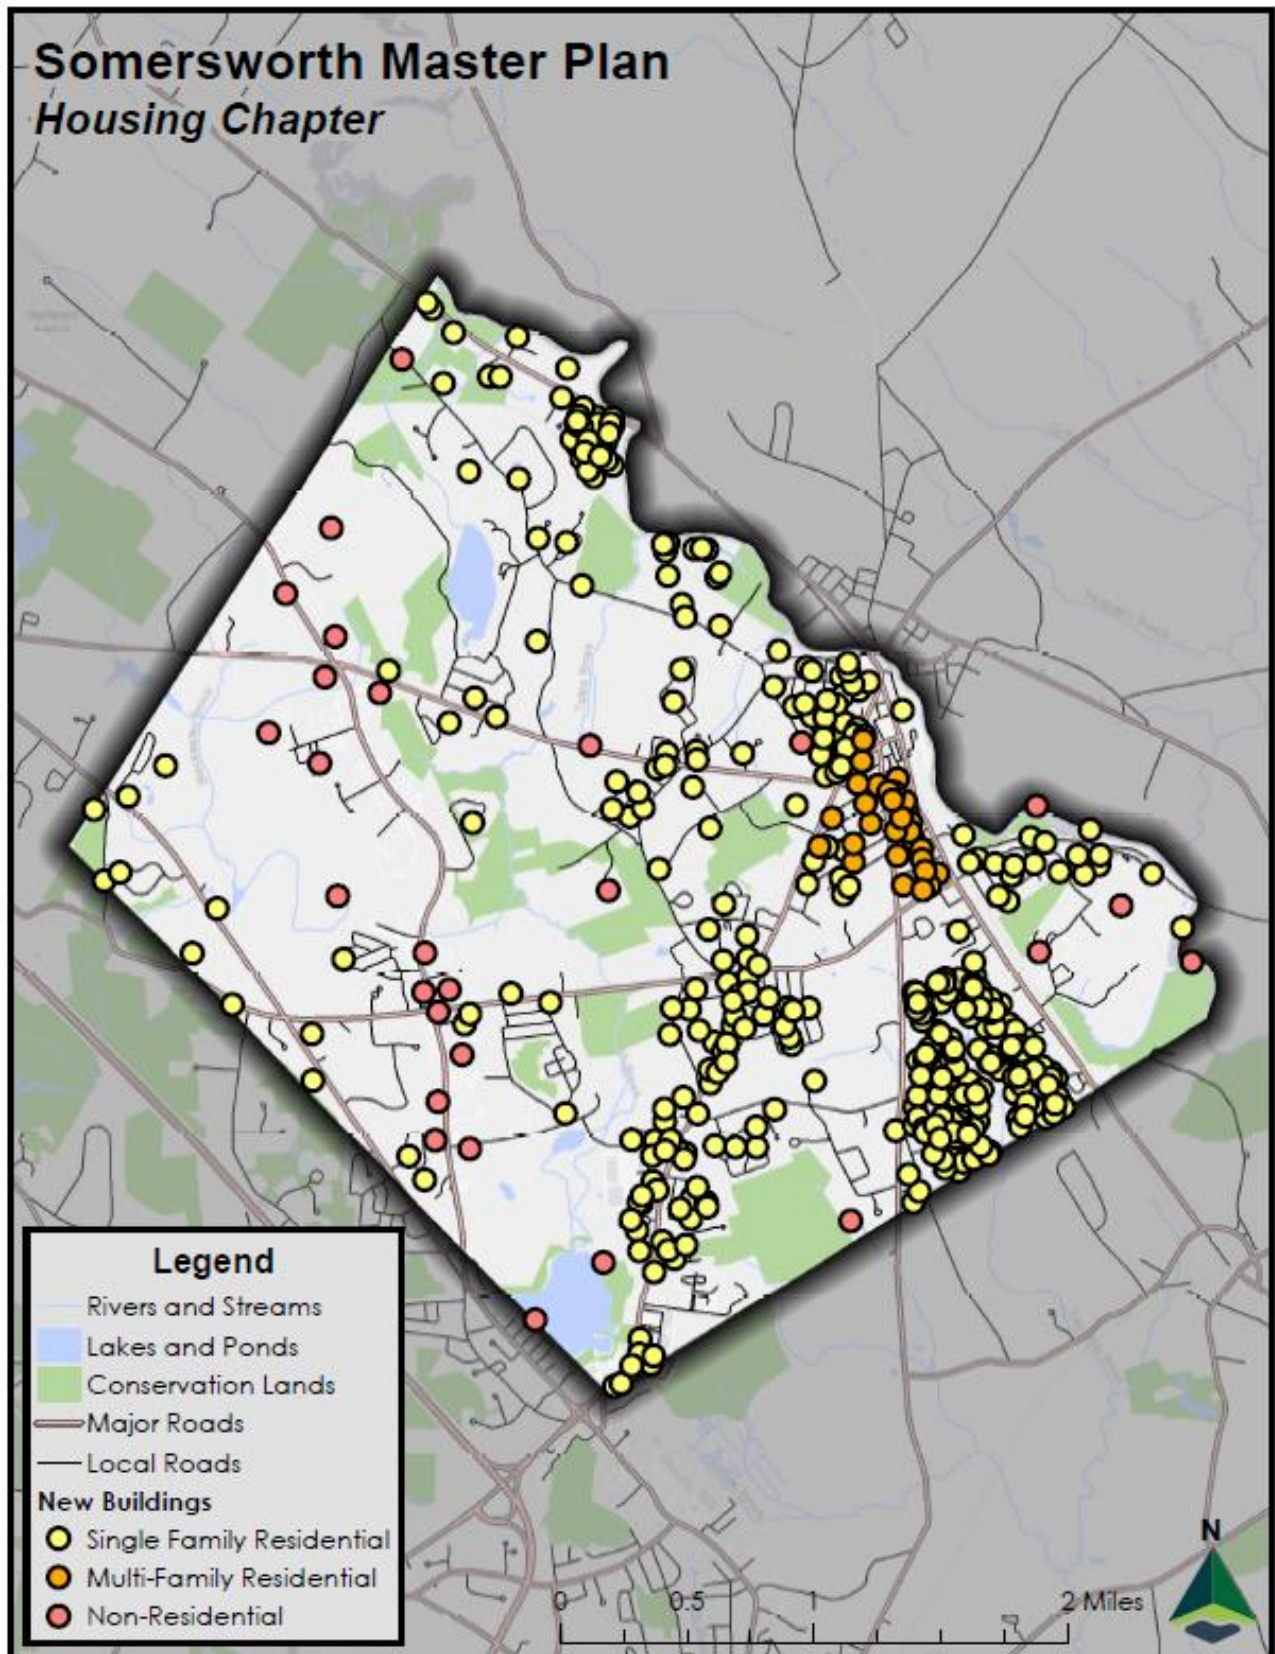 Somersworth Master Plan
Housing Chapter
Legend
Rivers and Streams
Lakes and Ponds
Conservation Lands
Major Roads
Local Roads
New Buildings
Single Family Residential
Multi-Family Residential
Non-Residential
N
0 0.5 1 2 Miles